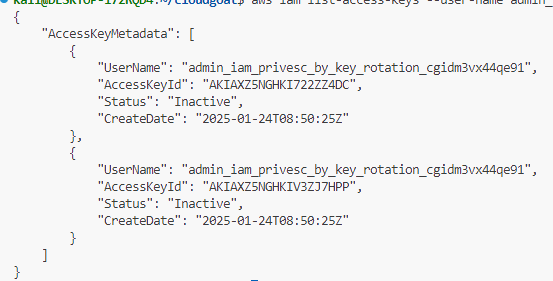 kali@DESKTOP-172RQD4:~/cloudgoat$ aws iam list-access-keys --user-name admin_
{
"AccessKeyMetadata": [
{
"UserName": "admin_iam_privesc_by_key_rotation_cgidm3vx44qe91",
"AccessKeyId": "AKIAXZ5NGHKI722ZZ4DC",
"Status": "Inactive",
"CreateDate": "2025-01-24T08:50:25Z"
},
{
"UserName": "admin_iam_privesc_by_key_rotation_cgidm3vx44qe91",
"AccessKeyId": "AKIAXZ5NGHKIV3ZJ7HPP",
"Status": "Inactive",
"CreateDate": "2025-01-24T08:50:25Z"
}
]
}